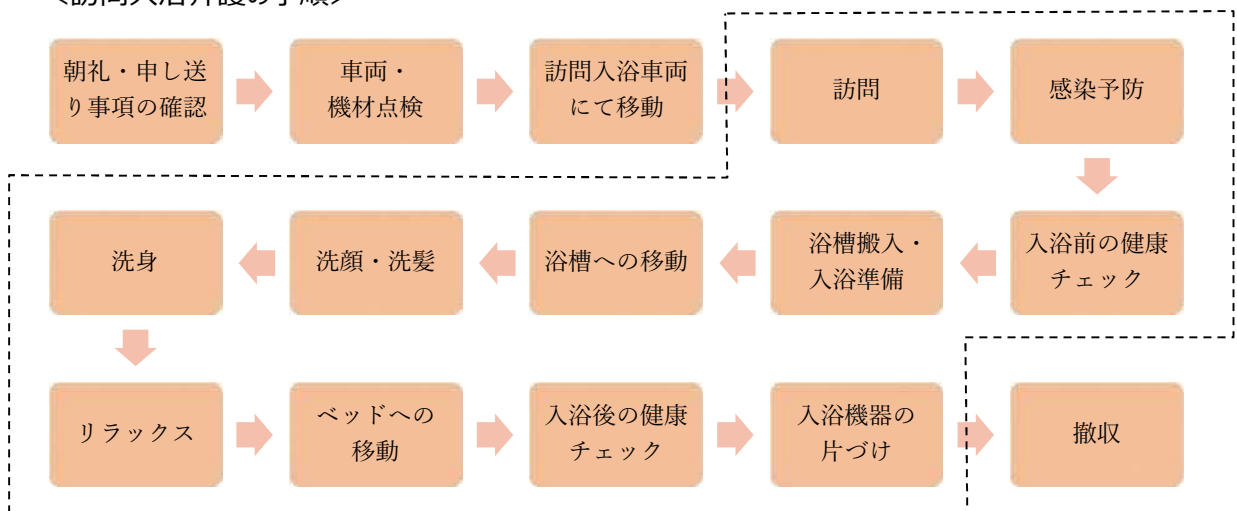 <訪問入浴介護の手順>
朝礼・申し送
り事項の確認
車両・
機材点検
訪問入浴車両
にて移動
訪問
感染予防
入浴前の健康
チェック
浴槽搬入・
入浴準備
浴槽への移動
洗顔・洗髪
洗身
リラックス
ベッドへの
移動
入浴後の健康
チェック
入浴機器の
片づけ
撤収